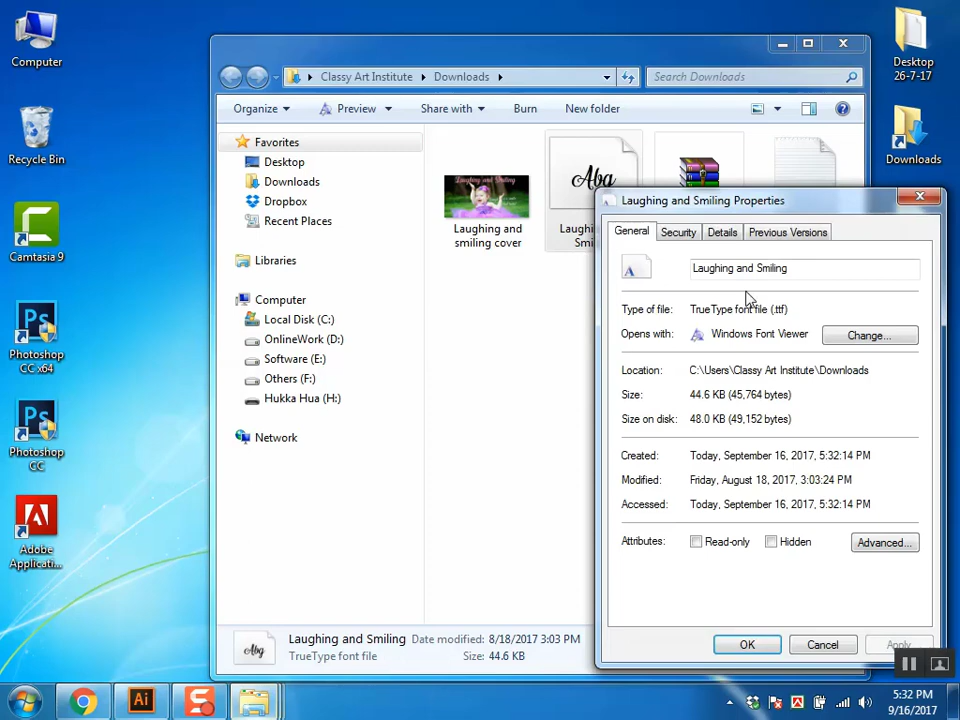 Computer
Recycle Bin
Camtasia 9
Photoshop
CC x64
Photoshop
CC
Adobe
Applicati...
Desktop
26-7-17
Downloads
Classy Art Institute
Downloads
Search Downloads
Organize
Preview
Share with
Burn
New folder
Favorites
Desktop
Downloads
Dropbox
Recent Places
Libraries
Computer
Local Disk (C:)
OnlineWork (D:)
Software (E:)
Others (F:)
Hukka Hua (H:)
Network
Laughing and Smiling
Laughing and
smiling cover
Abg
Laughing and Smiling Properties
General
Security
Details
Previous Versions
A
Laughing and Smiling
Type of file: TrueType font file (.ttf)
Opens with: Windows Font Viewer
Change...
Location: C:\Users\Classy Art Institute\Downloads
Size: 44.6 KB (45,764 bytes)
Size on disk: 48.0 KB (49,152 bytes)
Created: Today, September 16, 2017, 5:32:14 PM
Modified: Friday, August 18, 2017, 3:03:24 PM
Accessed: Today, September 16, 2017, 5:32:14 PM
Attributes: Read-only Hidden
Advanced...
OK
Cancel
Apply
Abg
Laughing and Smiling Date modified: 8/18/2017 3:03 PM
TrueType font file Size: 44.6 KB
Ps
Ps
Ai
5:32 PM
9/16/2017